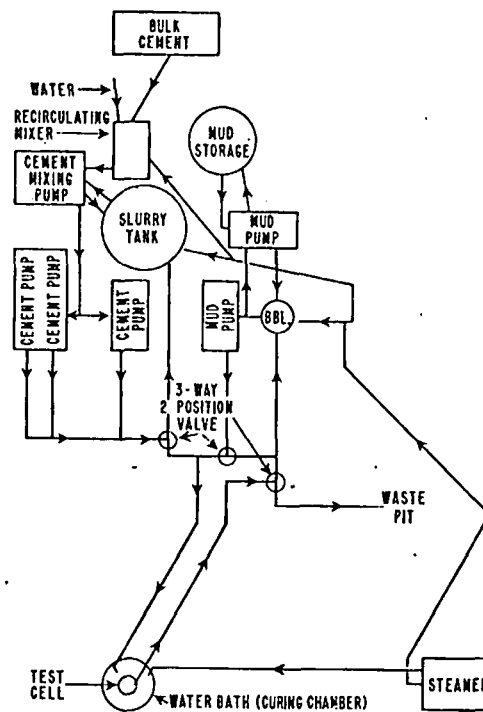 BULK
CEMENT
WATER
RECIRCULATING
MIXER
MUD
STORAGE
CEMENT
MIXING
PUMP
SLURRY
TANK
MUD
PUMP
CEMENT PUMP
CEMENT PUMP
CEMENT
PUMP
MUD
PUMP
BBL.
3-WAY
2 POSITION
VALVE
WASTE
PIT
TEST
CELL
WATER BATH (CURING CHAMBER)
STEAMER